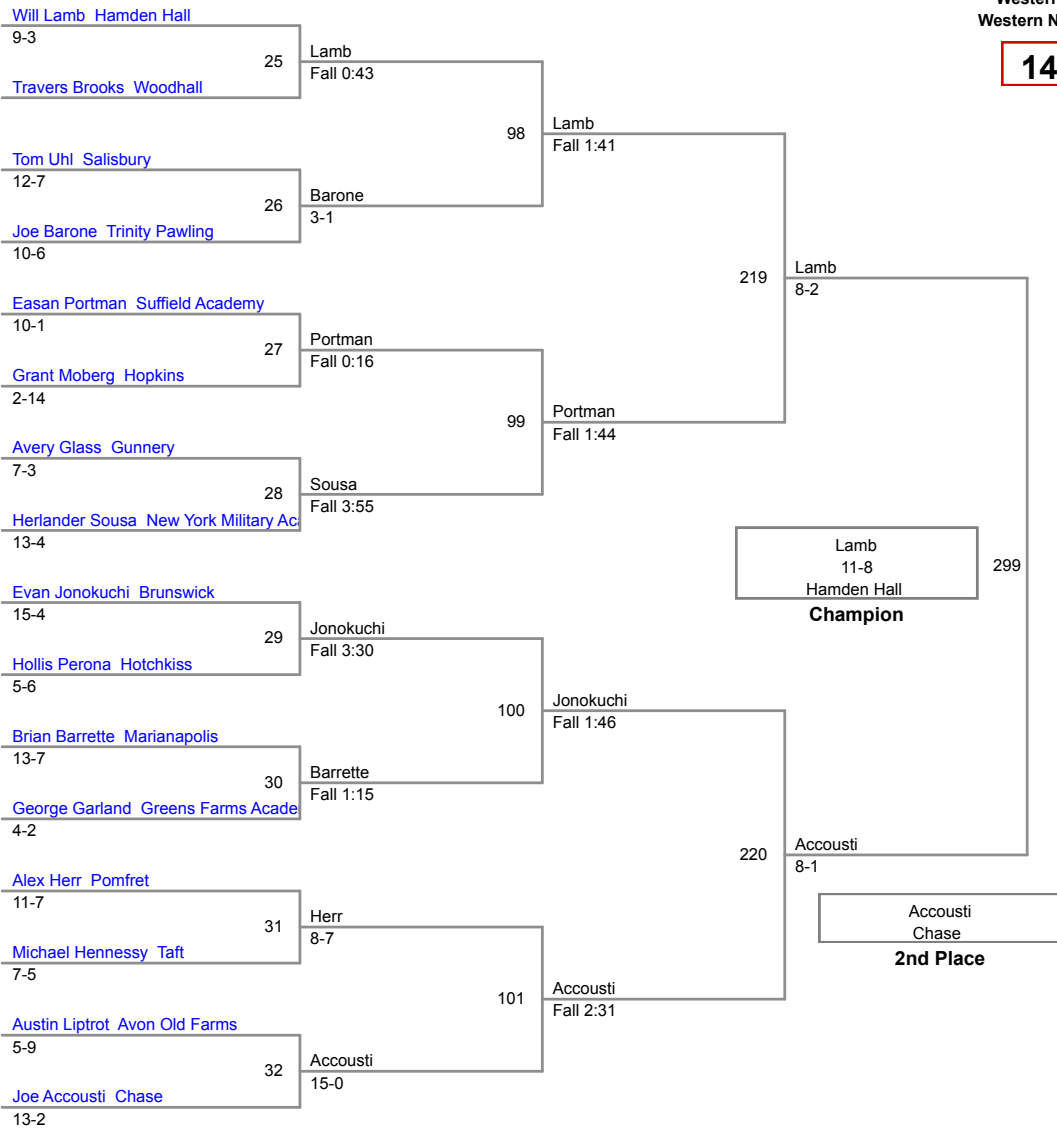 Western
Western N
14
Will Lamb Hamden Hall
9-3
25
Lamb
Fall 0:43
Travers Brooks Woodhall
98
Lamb
Fall 1:41
Tom Uhl Salisbury
12-7
26
Barone
3-1
Joe Barone Trinity Pawling
10-6
219
Lamb
8-2
Easan Portman Suffield Academy
10-1
27
Portman
Fall 0:16
Grant Moberg Hopkins
2-14
99
Portman
Fall 1:44
Avery Glass Gunnery
7-3
28
Sousa
Fall 3:55
Herlander Sousa New York Military Aca
13-4
Lamb
11-8
Hamden Hall
Champion
299
Evan Jonokuchi Brunswick
15-4
29
Jonokuchi
Fall 3:30
Hollis Perona Hotchkiss
5-6
100
Jonokuchi
Fall 1:46
Brian Barrette Marianapolis
13-7
30
Barrette
Fall 1:15
George Garland Greens Farms Acade
4-2
220
Accousti
8-1
Alex Herr Pomfret
11-7
31
Herr
8-7
Michael Hennessy Taft
7-5
Accousti
Chase
2nd Place
101
Accousti
Fall 2:31
Austin Liptrot Avon Old Farms
5-9
32
Accousti
15-0
Joe Accousti Chase
13-2